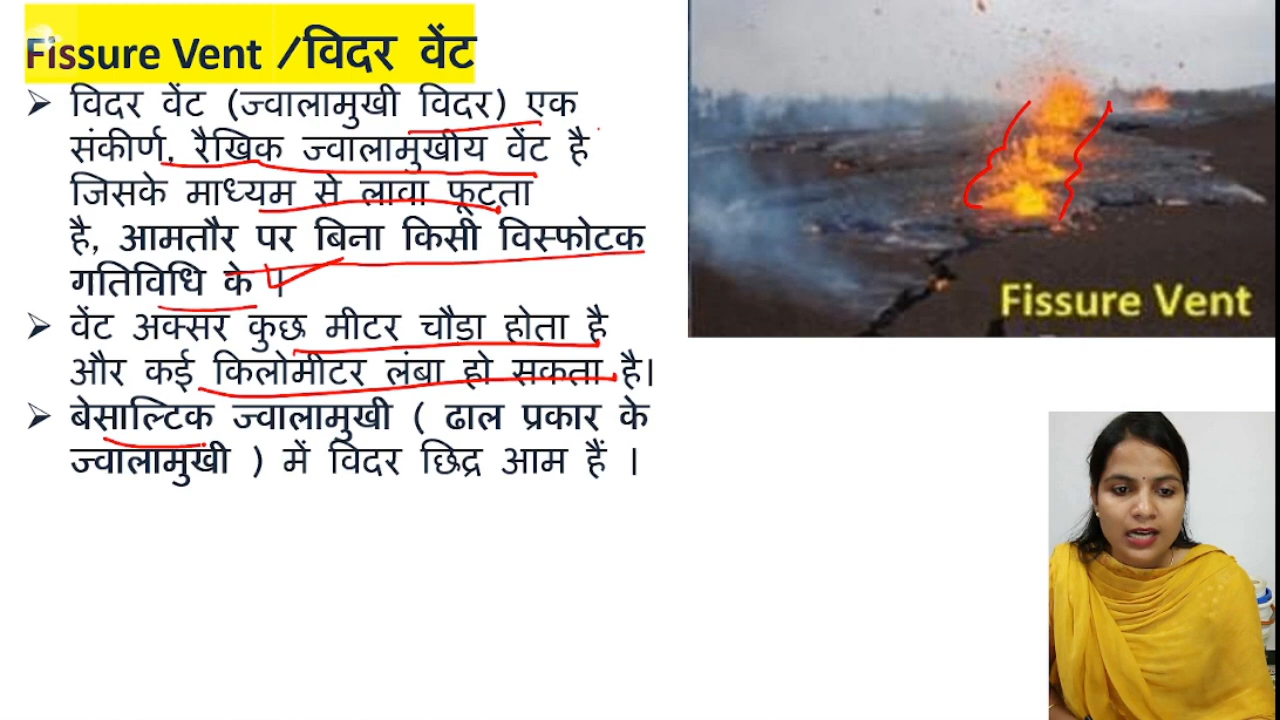 Fissure Vent /विदर वेंट
➢ विदर वेंट (ज्वालामुखी विदर) एक
संकीर्ण, रैखिक ज्वालामुखीय वेंट है
जिसके माध्यम से लावा फूटता
है, आमतौर पर बिना किसी विस्फोटक
गतिविधि के ।
➢ वेंट अक्सर कुछ मीटर चौडा होता है
और कई किलोमीटर लंबा हो सकता है।
➢ बेसाल्टिक ज्वालामुखी ( ढाल प्रकार के
ज्वालामुखी ) में विदर छिद्र आम हैं ।
Fissure Vent